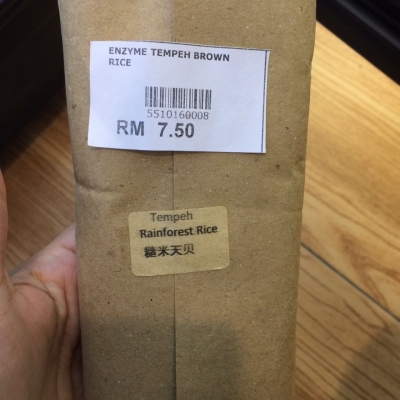 ENZYME TEMPEH BROWN
RICE
5510160008
RM 7.50
Tempeh
Rainforest Rice
糙米天贝